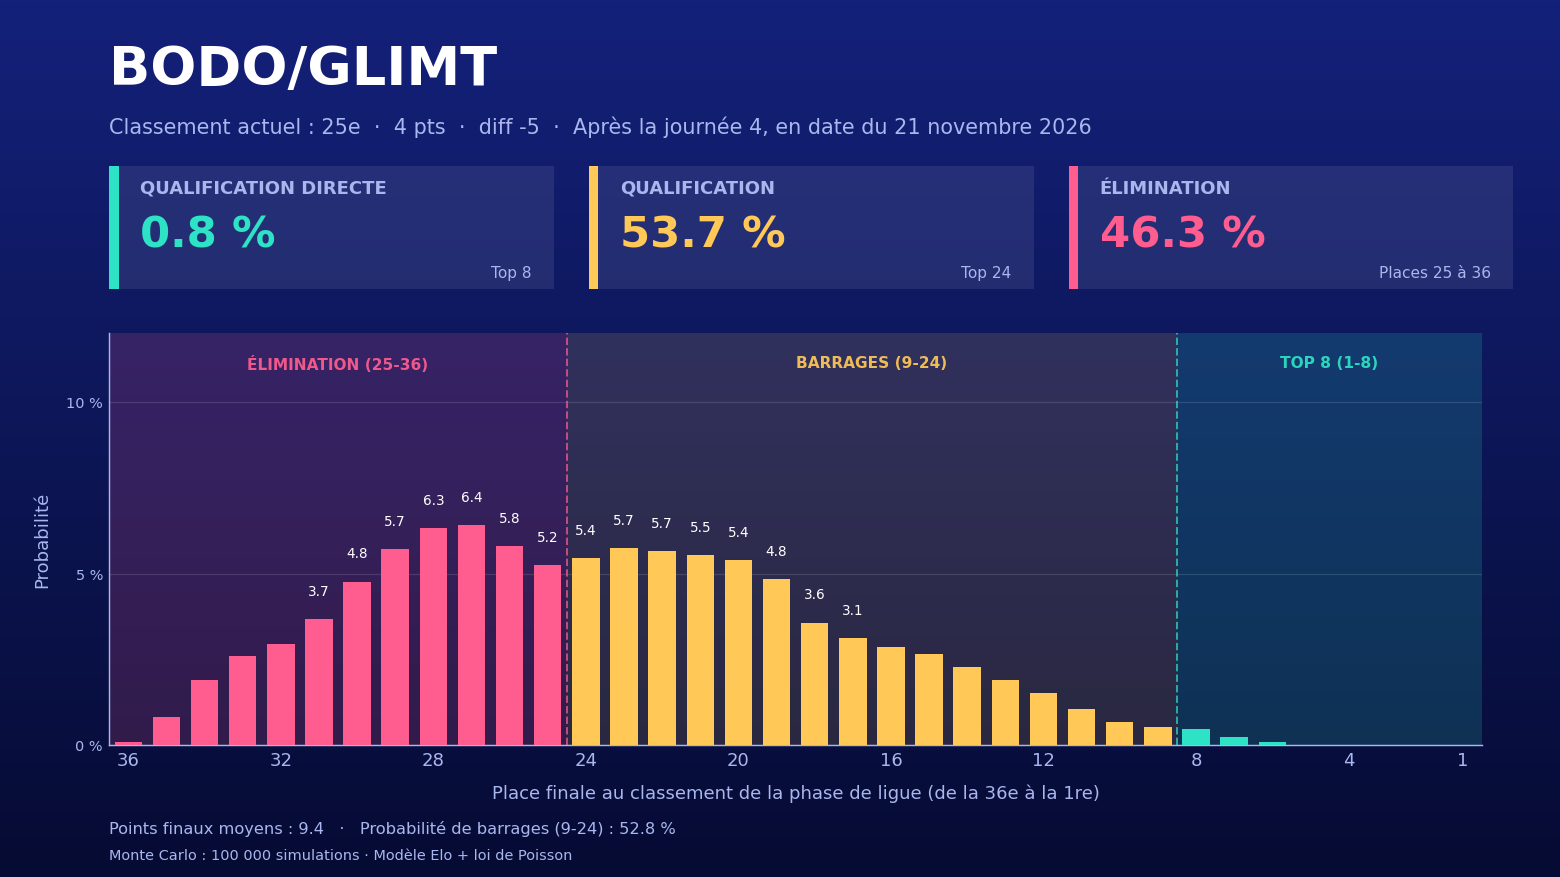 BODO/GLIMT
Classement actuel : 25e · 4 pts · diff -5 · Après la journée 4, en date du 21 novembre 2026
QUALIFICATION DIRECTE
0.8 %
Top 8
QUALIFICATION
53.7 %
Top 24
ÉLIMINATION
46.3 %
Places 25 à 36
ÉLIMINATION (25-36)
BARRAGES (9-24)
TOP 8 (1-8)
Probabilité
10 %
5 %
0 %
3.7
4.8
5.7
6.3
6.4
5.8
5.2
5.4
5.7
5.7
5.5
5.4
4.8
3.6
3.1
36 32 28 24 20 16 12 8 4 1
Place finale au classement de la phase de ligue (de la 36e à la 1re)
Points finaux moyens : 9.4 · Probabilité de barrages (9-24) : 52.8 %
Monte Carlo : 100 000 simulations · Modèle Elo + loi de Poisson